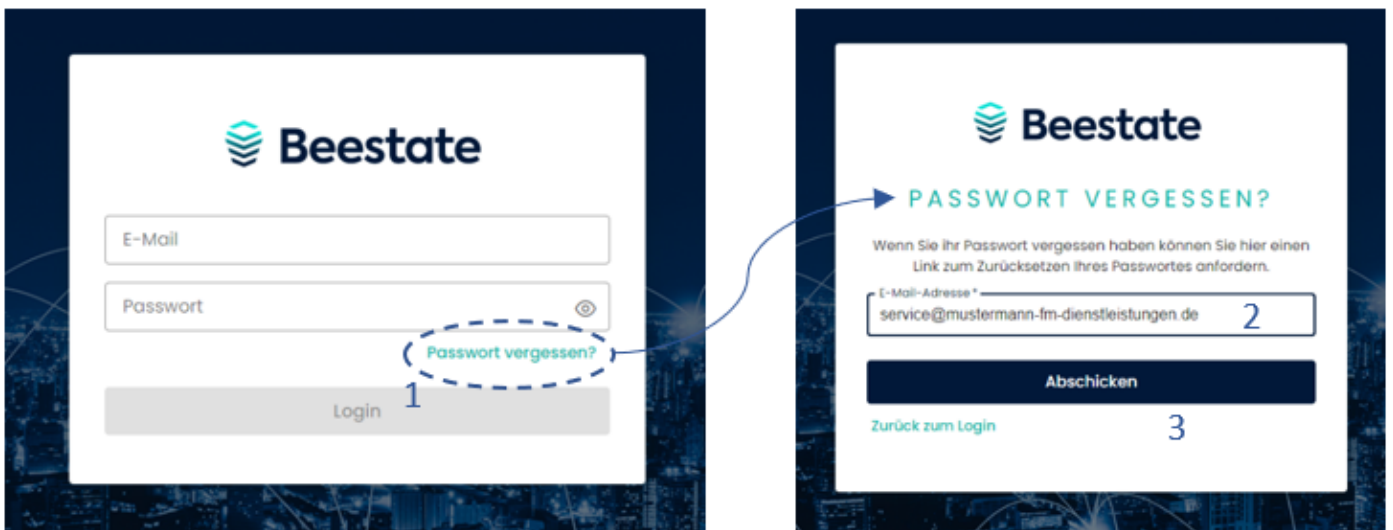 Beestate
E-Mail
Passwort
Passwort vergessen?
1
Login
Beestate
PASSWORT VERGESSEN?
Wenn Sie ihr Passwort vergessen haben können Sie hier einen
Link zum Zurücksetzen Ihres Passwortes anfordern.
E-Mail-Adresse *
service@mustermann-fm-dienstleistungen.de
2
Abschicken
Zurück zum Login
3